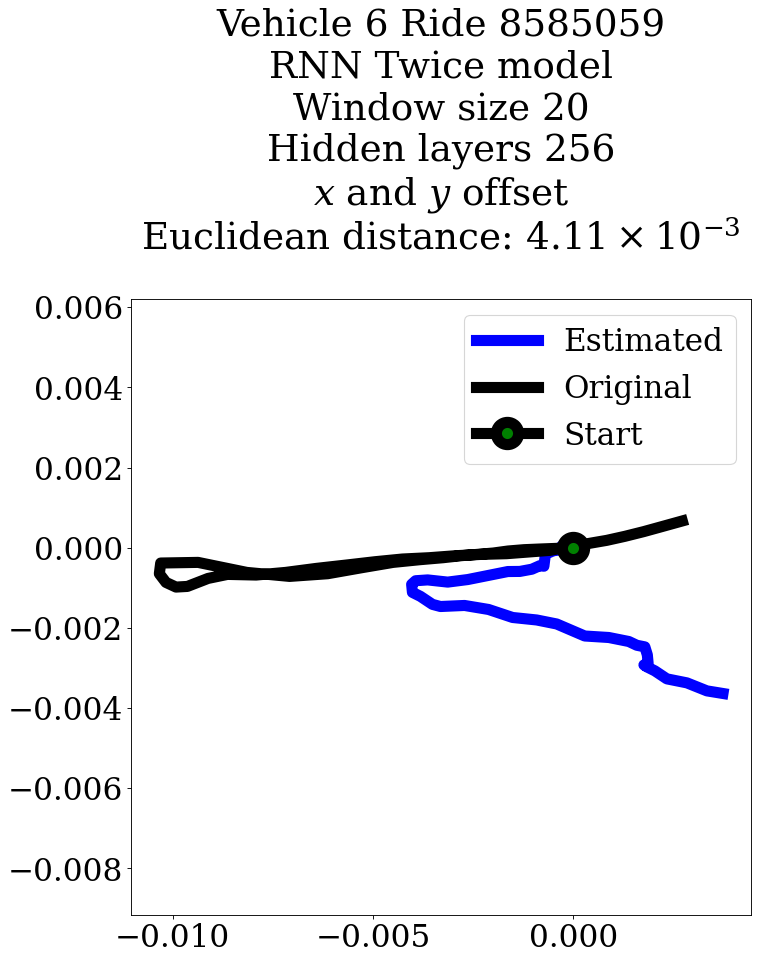 Vehicle 6 Ride 8585059
RNN Twice model
Window size 20
Hidden layers 256
x and y offset
Euclidean distance: 4.11 × 10⁻³
Estimated
Original
Start
0.006
0.004
0.002
0.000
−0.002
−0.004
−0.006
−0.008
−0.010 −0.005 0.000